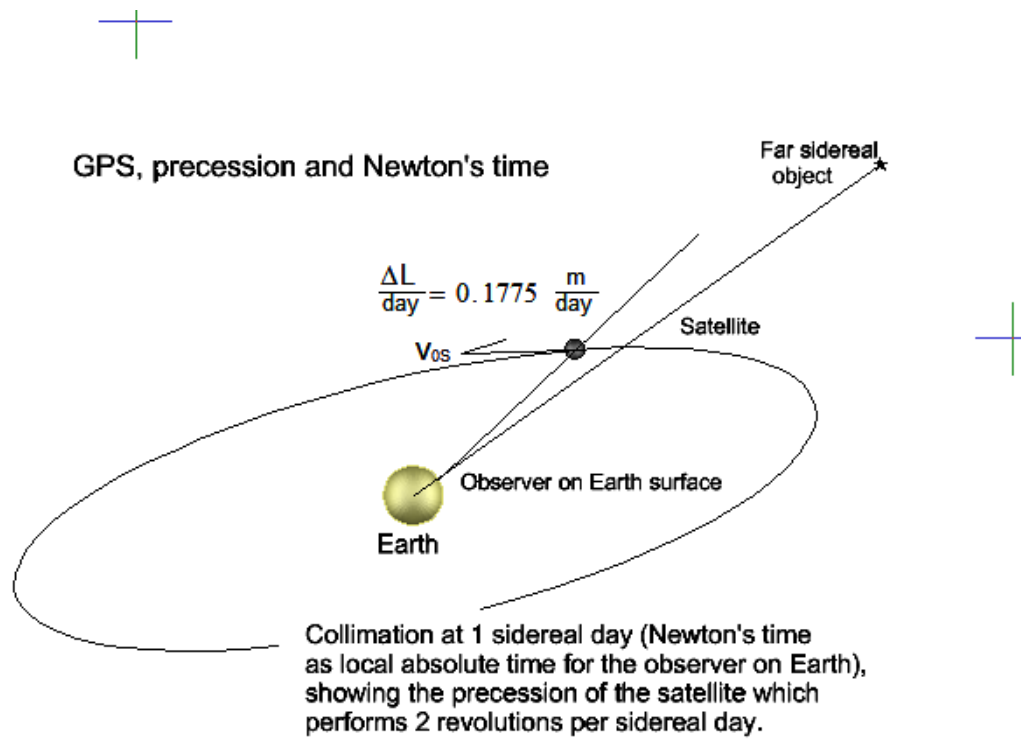 GPS, precession and Newton's time
Far sidereal
object
ΔL/day = 0.1775 m/day
Satellite
V0S
Observer on Earth surface
Earth
Collimation at 1 sidereal day (Newton's time
as local absolute time for the observer on Earth),
showing the precession of the satellite which
performs 2 revolutions per sidereal day.